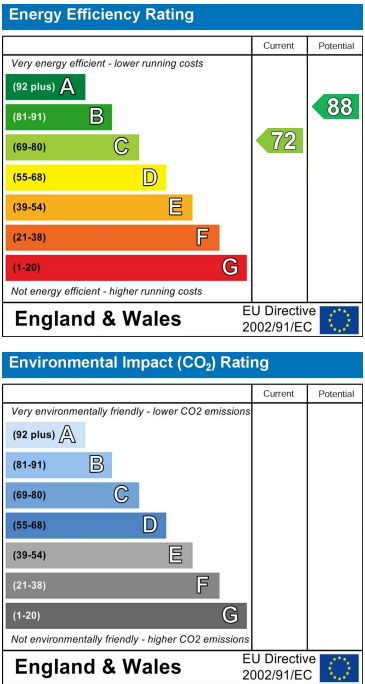 Energy Efficiency Rating
Current Potential
Very energy efficient - lower running costs
(92 plus) A
(81-91) B
(69-80) C
(55-68) D
(39-54) E
(21-38) F
(1-20) G
72
88
Not energy efficient - higher running costs
England & Wales
EU Directive
2002/91/EC
Environmental Impact (CO₂) Rating
Current Potential
Very environmentally friendly - lower CO2 emissions
(92 plus) A
(81-91) B
(69-80) C
(55-68) D
(39-54) E
(21-38) F
(1-20) G
Not environmentally friendly - higher CO2 emissions
England & Wales
EU Directive
2002/91/EC